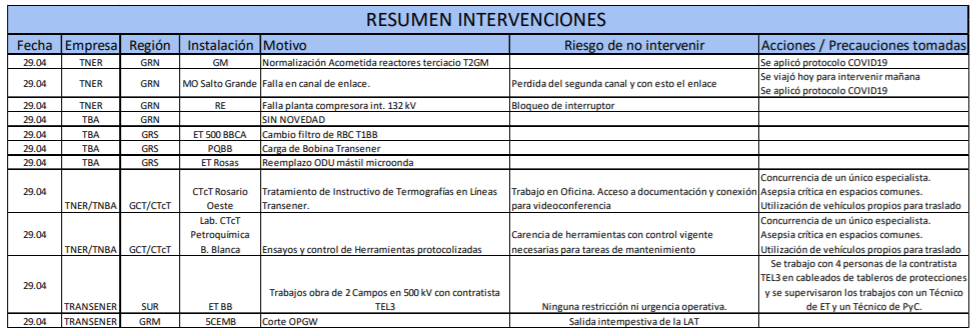 RESUMEN INTERVENCIONES
Fecha Empresa Región Instalación Motivo Riesgo de no intervenir Acciones / Precauciones tomadas
29.04 TNER GRN GM Normalización Acometida reactores terciacio T2GM Se aplicó protocolo COVID19
29.04 TNER GRN MO Salto Grande Falla en canal de enlace. Perdida del segundo canal y con esto el enlace Se viajó hoy para intervenir mañana
Se aplicó protocolo COVID19
29.04 TNER GRN RE Falla planta compresora int. 132 kV Bloqueo de interruptor
29.04 TBA GRN SIN NOVEDAD
29.04 TBA GRS ET 500 BBCA Cambio filtro de RBC T1BB
29.04 TBA GRS PQBB Carga de Bobina Transener
29.04 TBA GRS ET Rosas Reemplazo ODU mástil microonda
29.04 TNER/TNBA GCT/CTcT CTcT Rosario
Oeste
Tratamiento de Instructivo de Termografías en Líneas
Transener.
Trabajo en Oficina. Acceso a documentación y conexión
para videoconferencia
Concurrencia de un único especialista.
Asepsia crítica en espacios comunes.
Utilización de vehículos propios para traslado
29.04 TNER/TNBA GCT/CTcT Lab. CTcT
Petroquímica
B. Blanca
Ensayos y control de Herramientas protocolizadas
Carencia de herramientas con control vigente
necesarias para tareas de mantenimiento
Concurrencia de un único especialista.
Asepsia crítica en espacios comunes.
Utilización de vehículos propios para traslado
29.04 TRANSENER SUR ET BB Trabajos obra de 2 Campos en 500 kV con contratista
TEL3
Ninguna restricción ni urgencia operativa.
Se trabajo con 4 personas de la contratista
TEL3 en cableados de tableros de protecciones
y se supervisaron los trabajos con un Técnico
de ET y un Técnico de PyC.
29.04 TRANSENER GRM 5CEMB Corte OPGW Salida intempestiva de la LAT